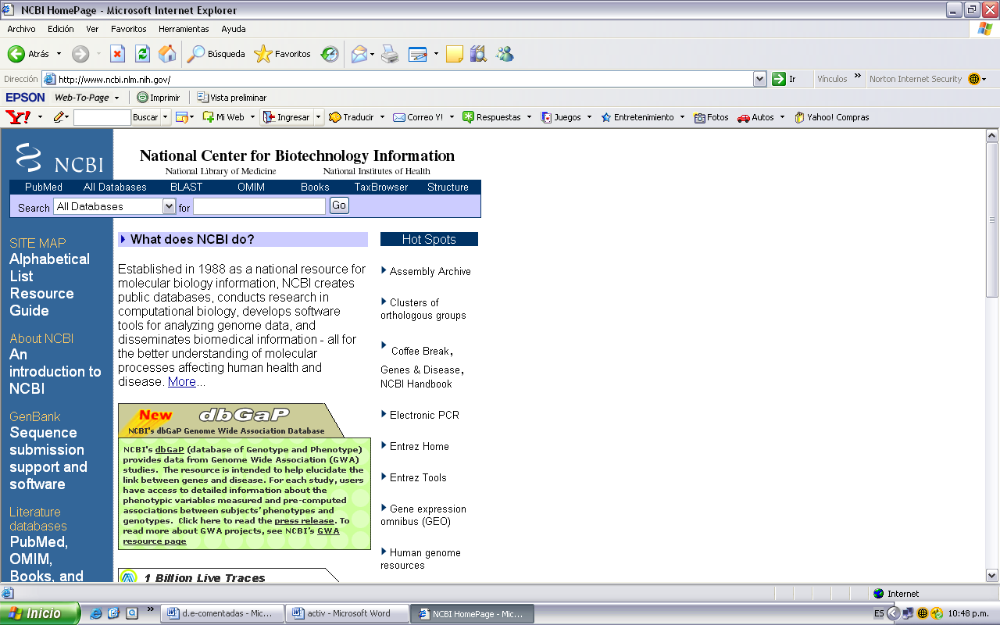 NCBI HomePage - Microsoft Internet Explorer
Archivo Edición Ver Favoritos Herramientas Ayuda
Atrás Búsqueda Favoritos
Dirección http://www.ncbi.nlm.nih.gov/ Ir Vínculos » Norton Internet Security
EPSON Web-To-Page Imprimir Vista preliminar
Y! Buscar Mi Web Ingresar Traducir Correo Y! Respuestas Juegos Entretenimiento Fotos Autos Yahoo! Compras
NCBI
National Center for Biotechnology Information
National Library of Medicine National Institutes of Health
PubMed All Databases BLAST OMIM Books TaxBrowser Structure
Search All Databases for Go
SITE MAP
Alphabetical
List
Resource
Guide
About NCBI
An
introduction to
NCBI
GenBank
Sequence
submission
support and
software
Literature
databases
PubMed,
OMIM,
Books, and
What does NCBI do?
Established in 1988 as a national resource for
molecular biology information, NCBI creates
public databases, conducts research in
computational biology, develops software
tools for analyzing genome data, and
disseminates biomedical information - all for
the better understanding of molecular
processes affecting human health and
disease. More...
New dbGaP
NCBI's dbGaP Genome Wide Association Database
NCBI's dbGaP (database of Genotype and Phenotype)
provides data from Genome Wide Association (GWA)
studies. The resource is intended to help elucidate the
link between genes and disease. For each study, users
have access to detailed information about the
phenotypic variables measured and pre-computed
associations between subjects' phenotypes and
genotypes. Click here to read the press release. To
read more about GWA projects, see NCBI's GWA
resource page
1 Billion Live Traces
Hot Spots
Assembly Archive
Clusters of
orthologous groups
Coffee Break,
Genes & Disease,
NCBI Handbook
Electronic PCR
Entrez Home
Entrez Tools
Gene expression
omnibus (GEO)
Human genome
resources
Internet
Inicio » d.e-comentadas - Mic... activ - Microsoft Word NCBI HomePage - Mic... ES 10:48 p.m.